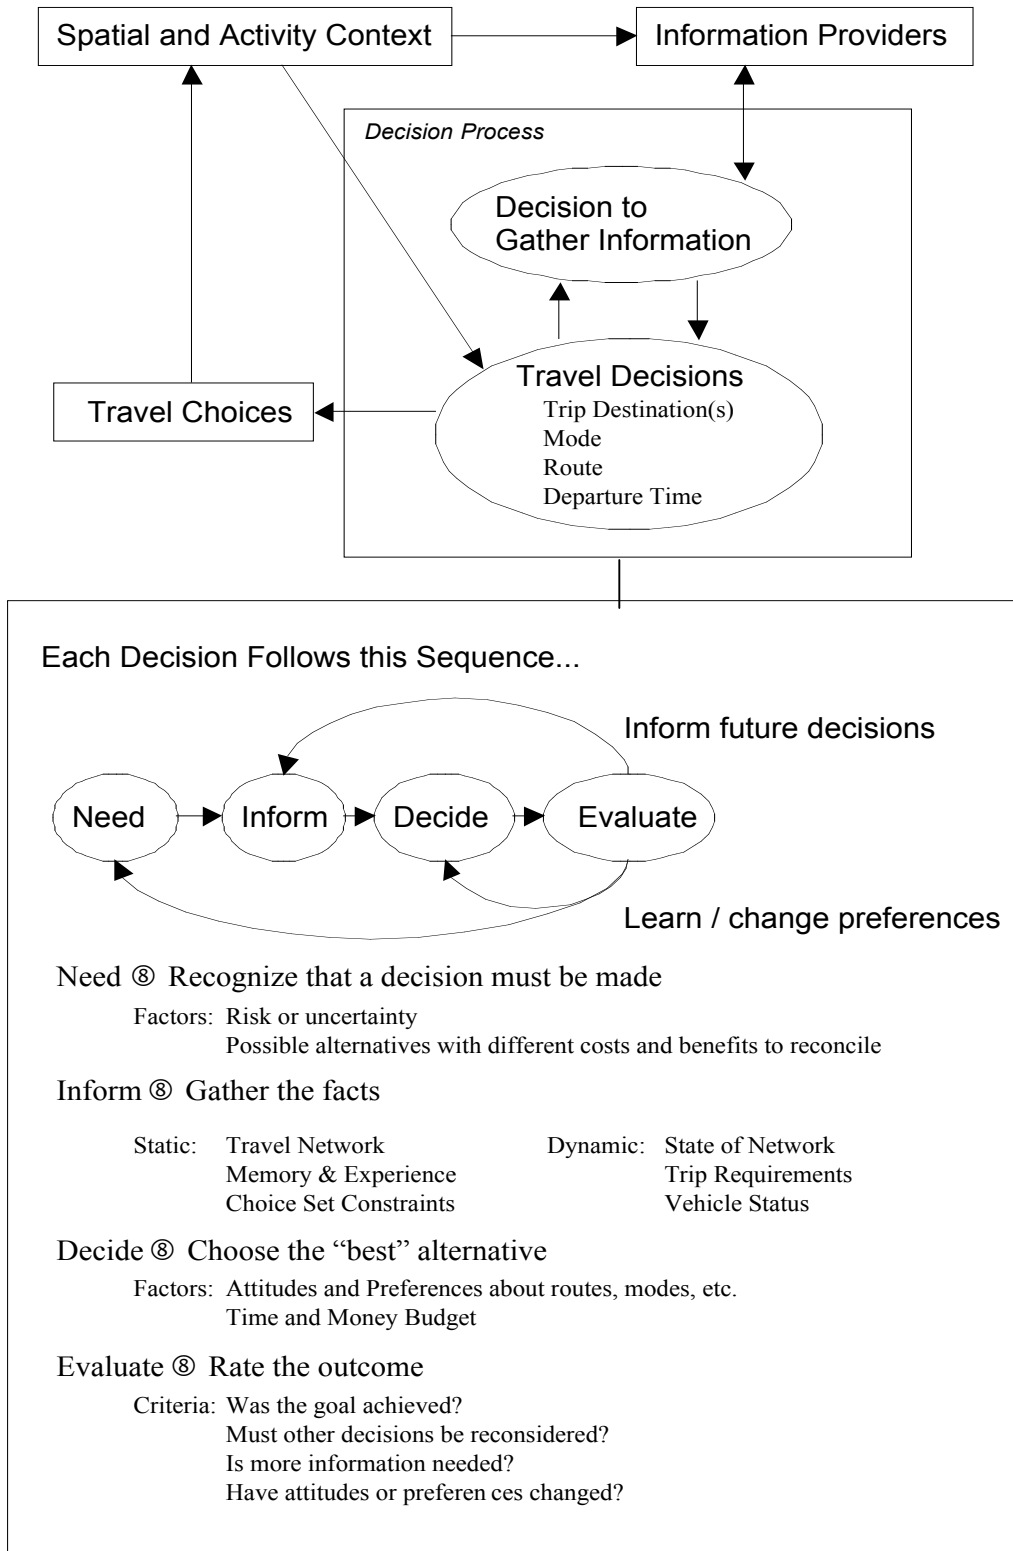 Spatial and Activity Context
Information Providers
Decision Process
Decision to
Gather Information
Travel Decisions
Trip Destination(s)
Mode
Route
Departure Time
Travel Choices
Each Decision Follows this Sequence...
Inform future decisions
Need
Inform
Decide
Evaluate
Learn / change preferences
Need ⑧ Recognize that a decision must be made
Factors: Risk or uncertainty
Possible alternatives with different costs and benefits to reconcile
Inform ⑧ Gather the facts
Static: Travel Network Dynamic: State of Network
Memory & Experience Trip Requirements
Choice Set Constraints Vehicle Status
Decide ⑧ Choose the “best” alternative
Factors: Attitudes and Preferences about routes, modes, etc.
Time and Money Budget
Evaluate ⑧ Rate the outcome
Criteria: Was the goal achieved?
Must other decisions be reconsidered?
Is more information needed?
Have attitudes or preferen ces changed?